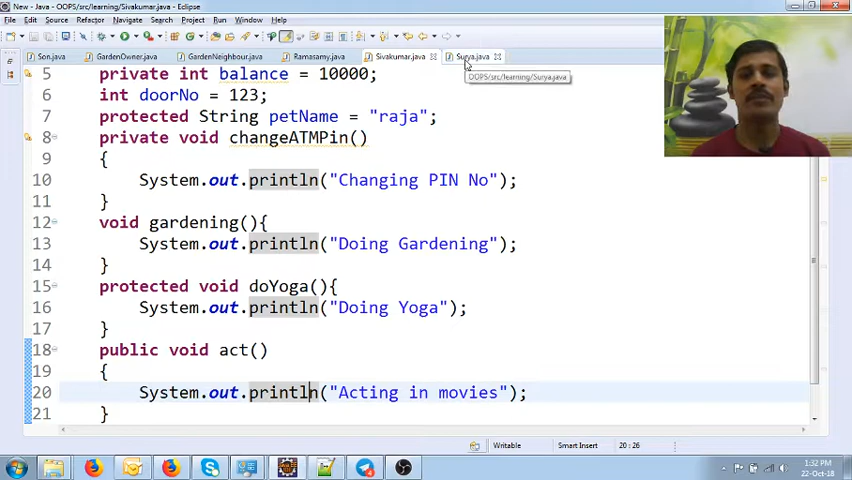 New - Java - OOPS/src/learning/Sivakumar.java - Eclipse
File Edit Source Refactor Navigate Search Project Run Window Help
Son.java GardenOwner.java GardenNeighbour.java Ramasamy.java Sivakumar.java Surya.java
OOPS/src/learning/Surya.java
5 private int balance = 10000;
6 int doorNo = 123;
7 protected String petName = "raja";
8 private void changeATMPin()
9 {
10 System.out.println("Changing PIN No");
11 }
12 void gardening(){
13 System.out.println("Doing Gardening");
14 }
15 protected void doYoga(){
16 System.out.println("Doing Yoga");
17 }
18 public void act()
19 {
20 System.out.println("Acting in movies");
21 }
Writable Smart Insert 20 : 26
1:32 PM
22-Oct-18